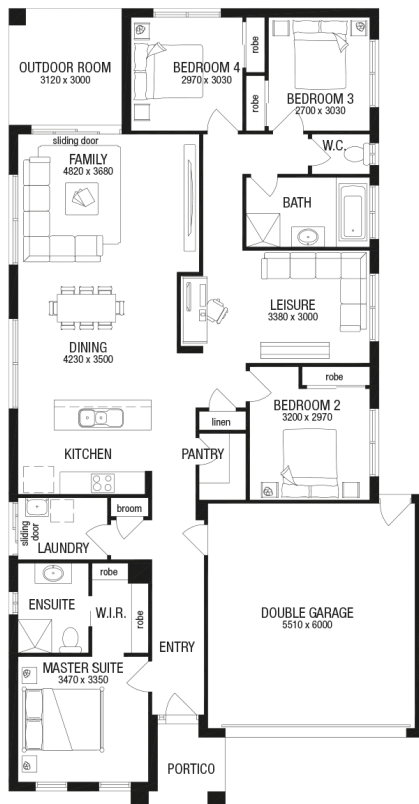 OUTDOOR ROOM
3120 x 3000
BEDROOM 4
2970 x 3030
robe
robe
BEDROOM 3
2700 x 3030
sliding door
FAMILY
4820 x 3680
W.C.
BATH
LEISURE
3380 x 3000
DINING
4230 x 3500
robe
BEDROOM 2
3200 x 2970
linen
KITCHEN
PANTRY
broom
sliding
door
LAUNDRY
robe
ENSUITE
W.I.R.
robe
ENTRY
DOUBLE GARAGE
5510 x 6000
MASTER SUITE
3470 x 3350
PORTICO